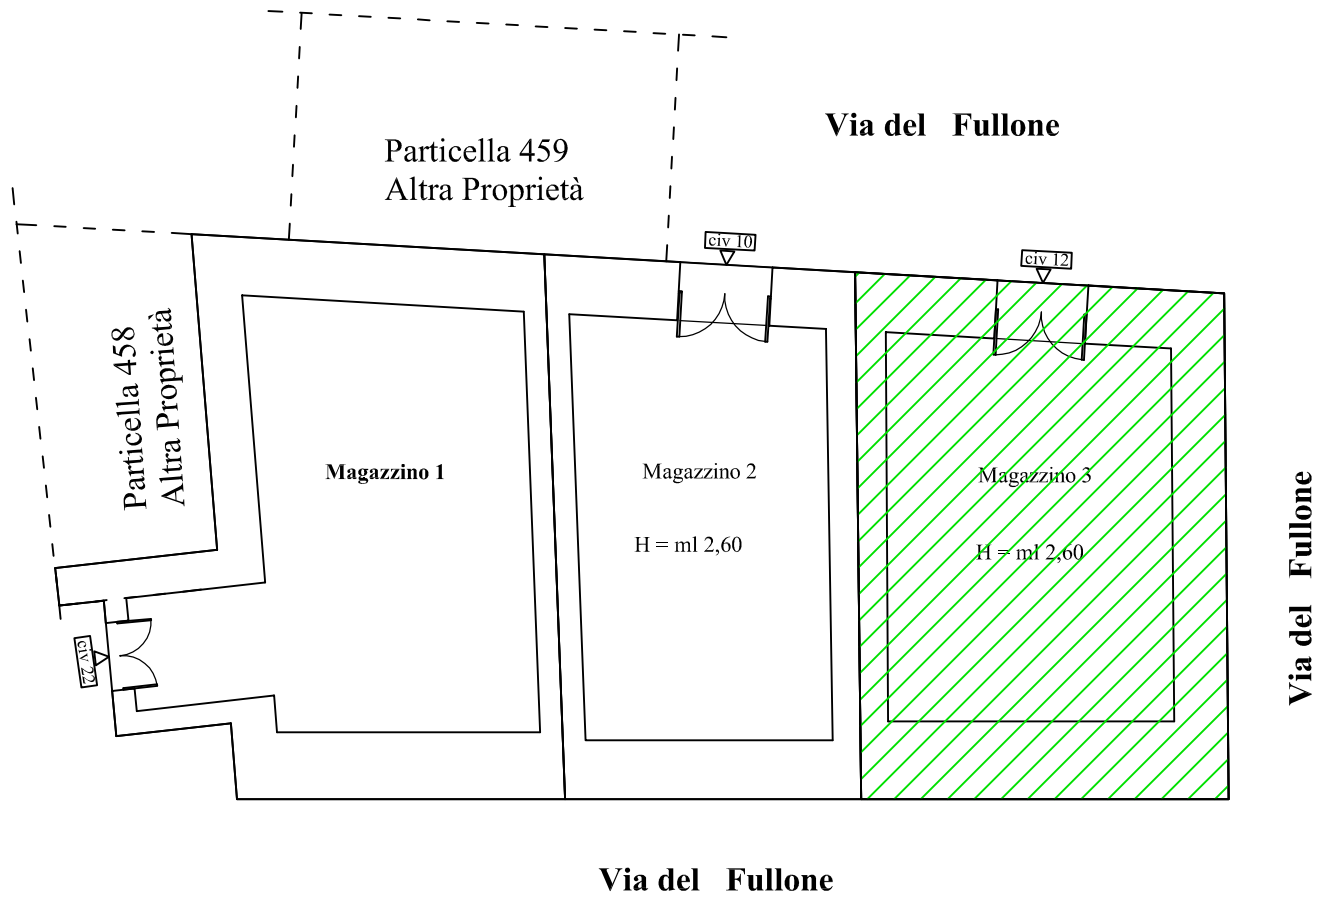 Via del Fullone
Particella 459
Altra Proprietà
civ 10
civ 12
Particella 458
Altra Proprietà
Magazzino 1
Magazzino 2
H = ml 2,60
Magazzino 3
H = ml 2,60
Via del Fullone
civ 22
Via del Fullone